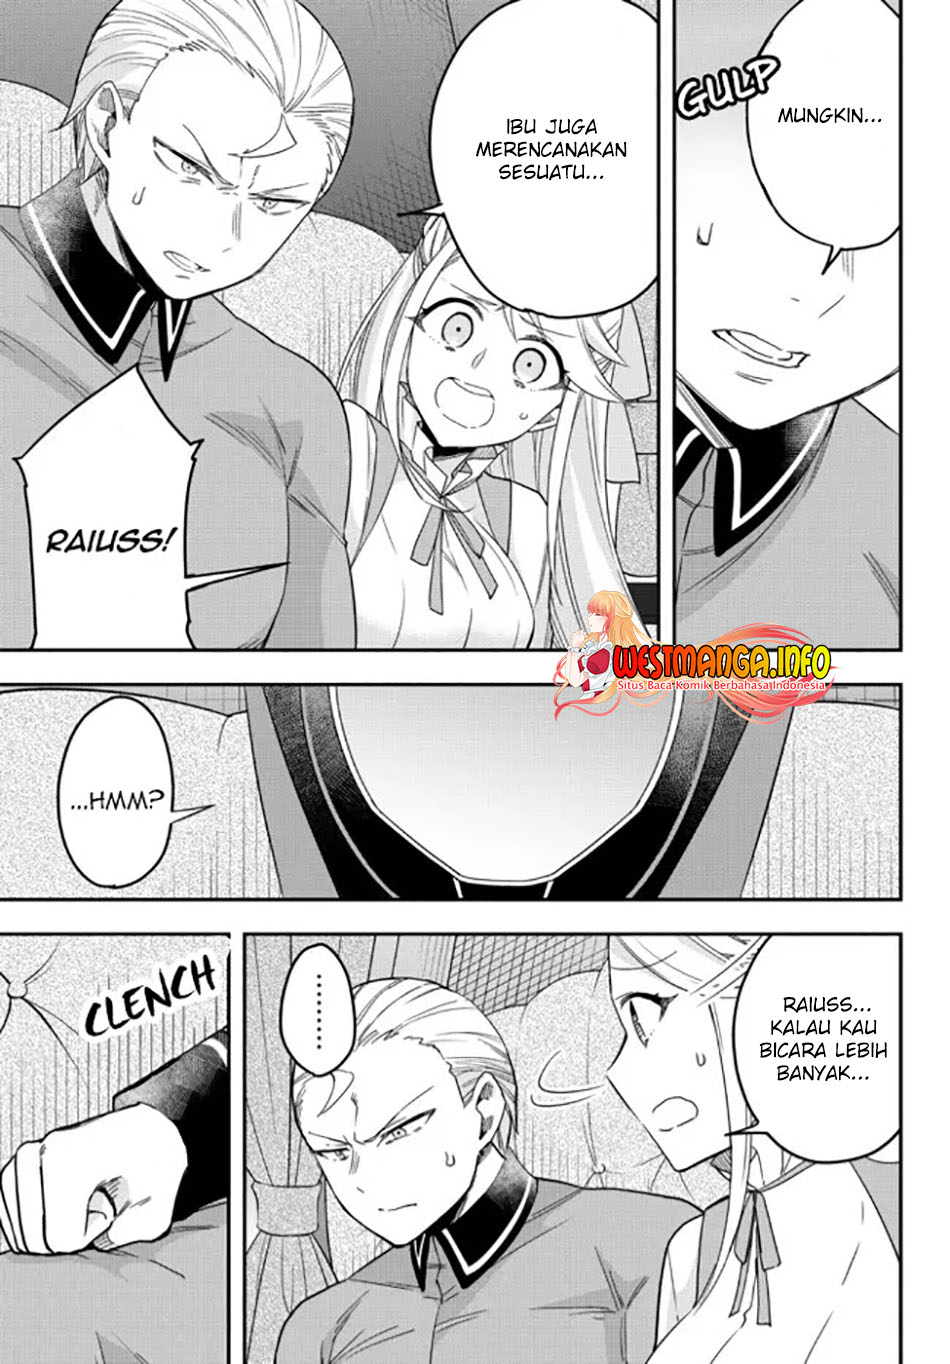 MUNGKIN...
GULP
IBU JUGA
MERENCANAKAN
SESUATU...
RAIUSS!
WESTMANGA.INFO
Situs Baca Komik Berbahasa Indonesia
...HMM?
RAIUSS...
KALAU KAU
BICARA LEBIH
BANYAK...
.........
CLENCH